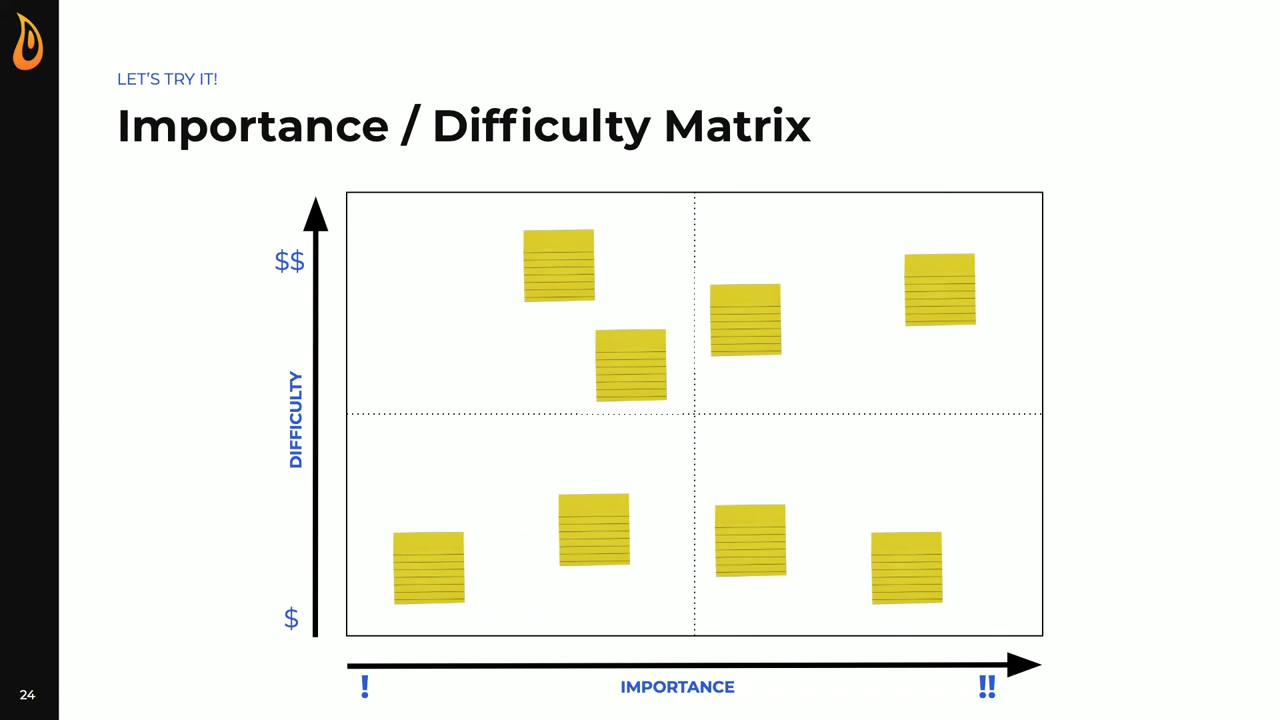 LET'S TRY IT!
Importance / Difficulty Matrix
$$
DIFFICULTY
$
! IMPORTANCE !!
24